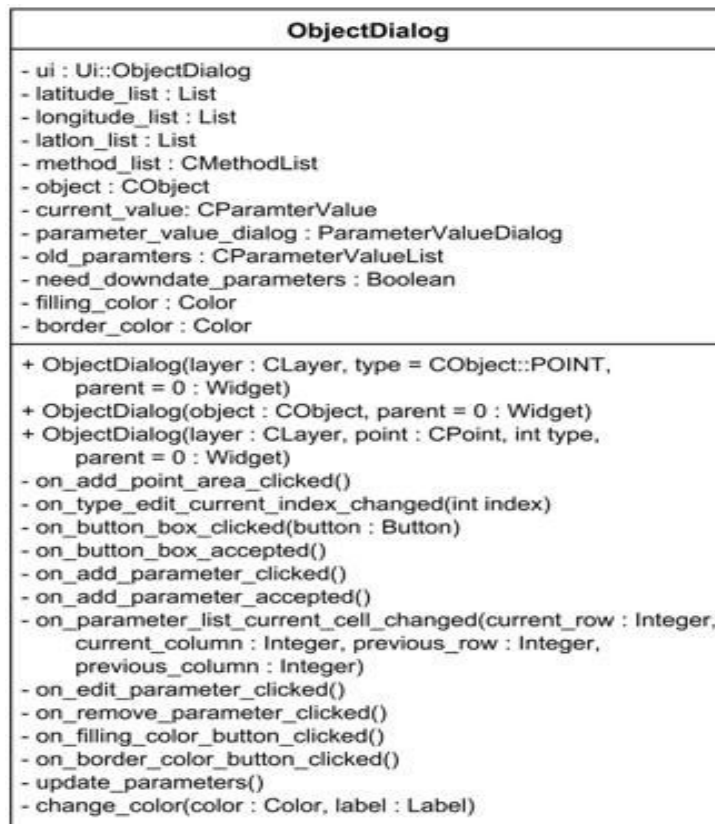 ObjectDialog
- ui : Ui::ObjectDialog
- latitude_list : List
- longitude_list : List
- latlon_list : List
- method_list : CMethodList
- object : CObject
- current_value: CParamterValue
- parameter_value_dialog : ParameterValueDialog
- old_paramters : CParameterValueList
- need_downdate_parameters : Boolean
- filling_color : Color
- border_color : Color
+ ObjectDialog(layer : CLayer, type = CObject::POINT,
parent = 0 : Widget)
+ ObjectDialog(object : CObject, parent = 0 : Widget)
+ ObjectDialog(layer : CLayer, point : CPoint, int type,
parent = 0 : Widget)
- on_add_point_area_clicked()
- on_type_edit_current_index_changed(int index)
- on_button_box_clicked(button : Button)
- on_button_box_accepted()
- on_add_parameter_clicked()
- on_add_parameter_accepted()
- on_parameter_list_current_cell_changed(current_row : Integer,
current_column : Integer, previous_row : Integer,
previous_column : Integer)
- on_edit_parameter_clicked()
- on_remove_parameter_clicked()
- on_filling_color_button_clicked()
- on_border_color_button_clicked()
- update_parameters()
- change_color(color : Color, label : Label)